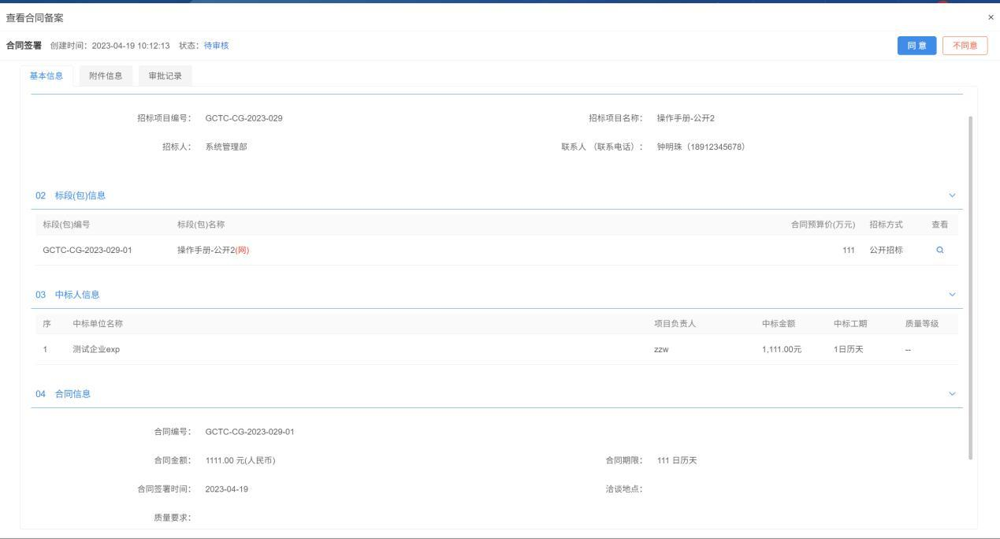 查看合同备案
×
合同签署 创建时间：2023-04-19 10:12:13 状态：待审核 同意 不同意
基本信息 附件信息 审批记录
招标项目编号： GCTC-CG-2023-029 招标项目名称： 操作手册-公开2
招标人： 系统管理部 联系人 （联系电话）： 钟明珠（18912345678）
02 标段(包)信息
标段(包)编号 标段(包)名称 合同预算价(万元) 招标方式 查看
GCTC-CG-2023-029-01 操作手册-公开2(网) 111 公开招标
03 中标人信息
序 中标单位名称 项目负责人 中标金额 中标工期 质量等级
1 测试企业exp zzw 1,111.00元 1日历天 --
04 合同信息
合同编号： GCTC-CG-2023-029-01
合同金额： 1111.00 元(人民币) 合同期限： 111 日历天
合同签署时间： 2023-04-19 洽谈地点：
质量要求：